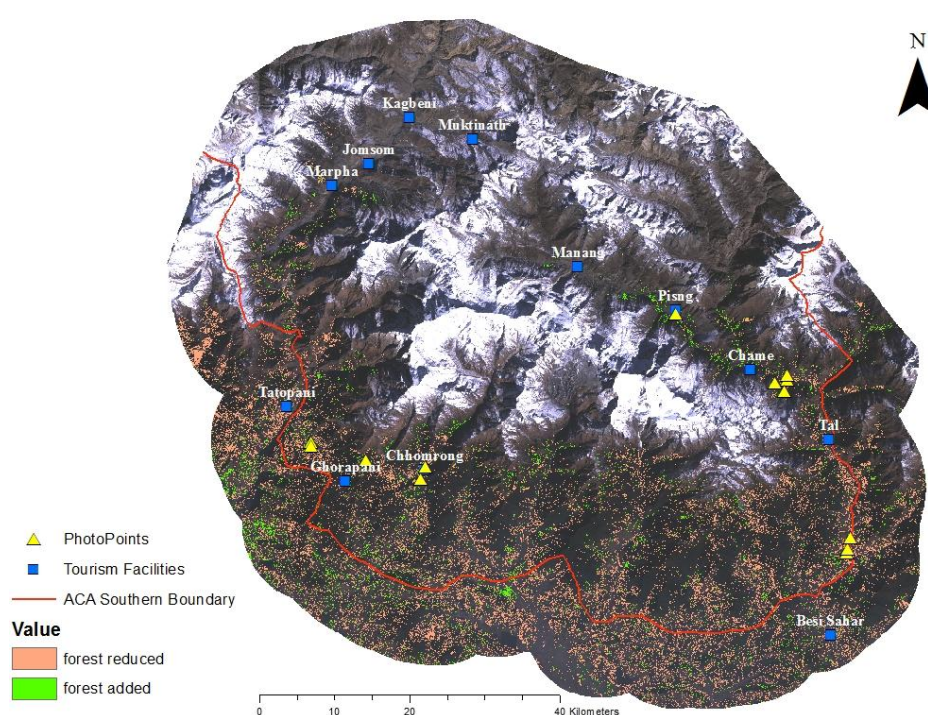 N
Kagbeni
Muktinath
Jomsom
Marpha
Manang
Pisng
Chame
Tatopani
Tal
Ghorapani
Chhomrong
PhotoPoints
Tourism Facilities
ACA Southern Boundary
Besi Sahar
Value
forest reduced
forest added
0 10 20 40 Kilometers